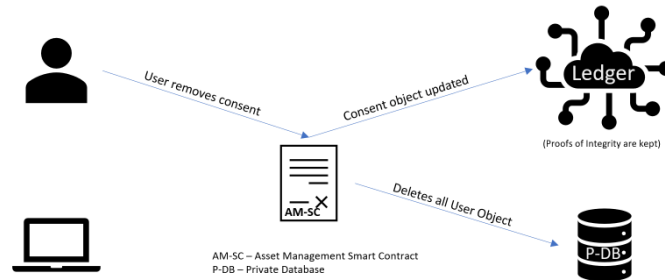 User removes consent
Consent object updated
Ledger
(Proofs of Integrity are kept)
AM-SC
Deletes all User Object
P-DB
AM-SC – Asset Management Smart Contract
P-DB – Private Database